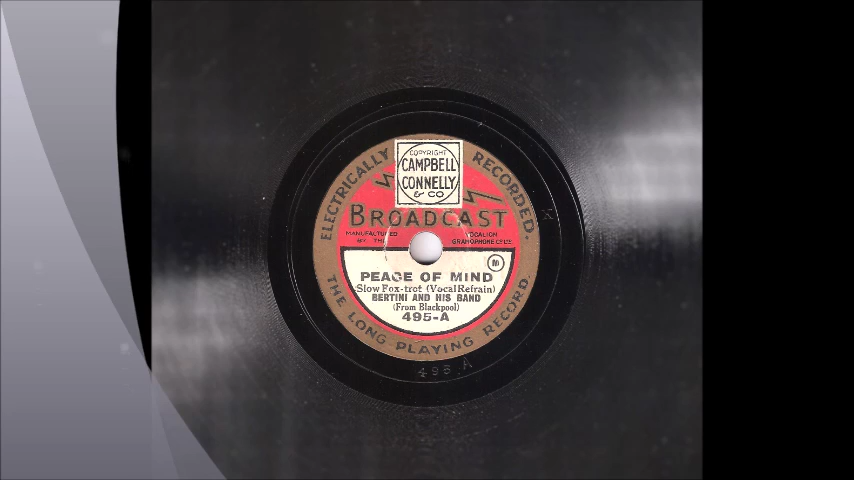 COPYRIGHT
CAMPBELL
CONNELLY
& CO
ELECTRICALLY RECORDED.
BROADCAST
MANUFACTURED VOCALION
BY THE GRAMOPHONE CO LTD
M
PEACE OF MIND
Slow Fox-trot (Vocal Refrain)
BERTINI AND HIS BAND
(From Blackpool)
495-A
THE LONG PLAYING RECORD
495 A